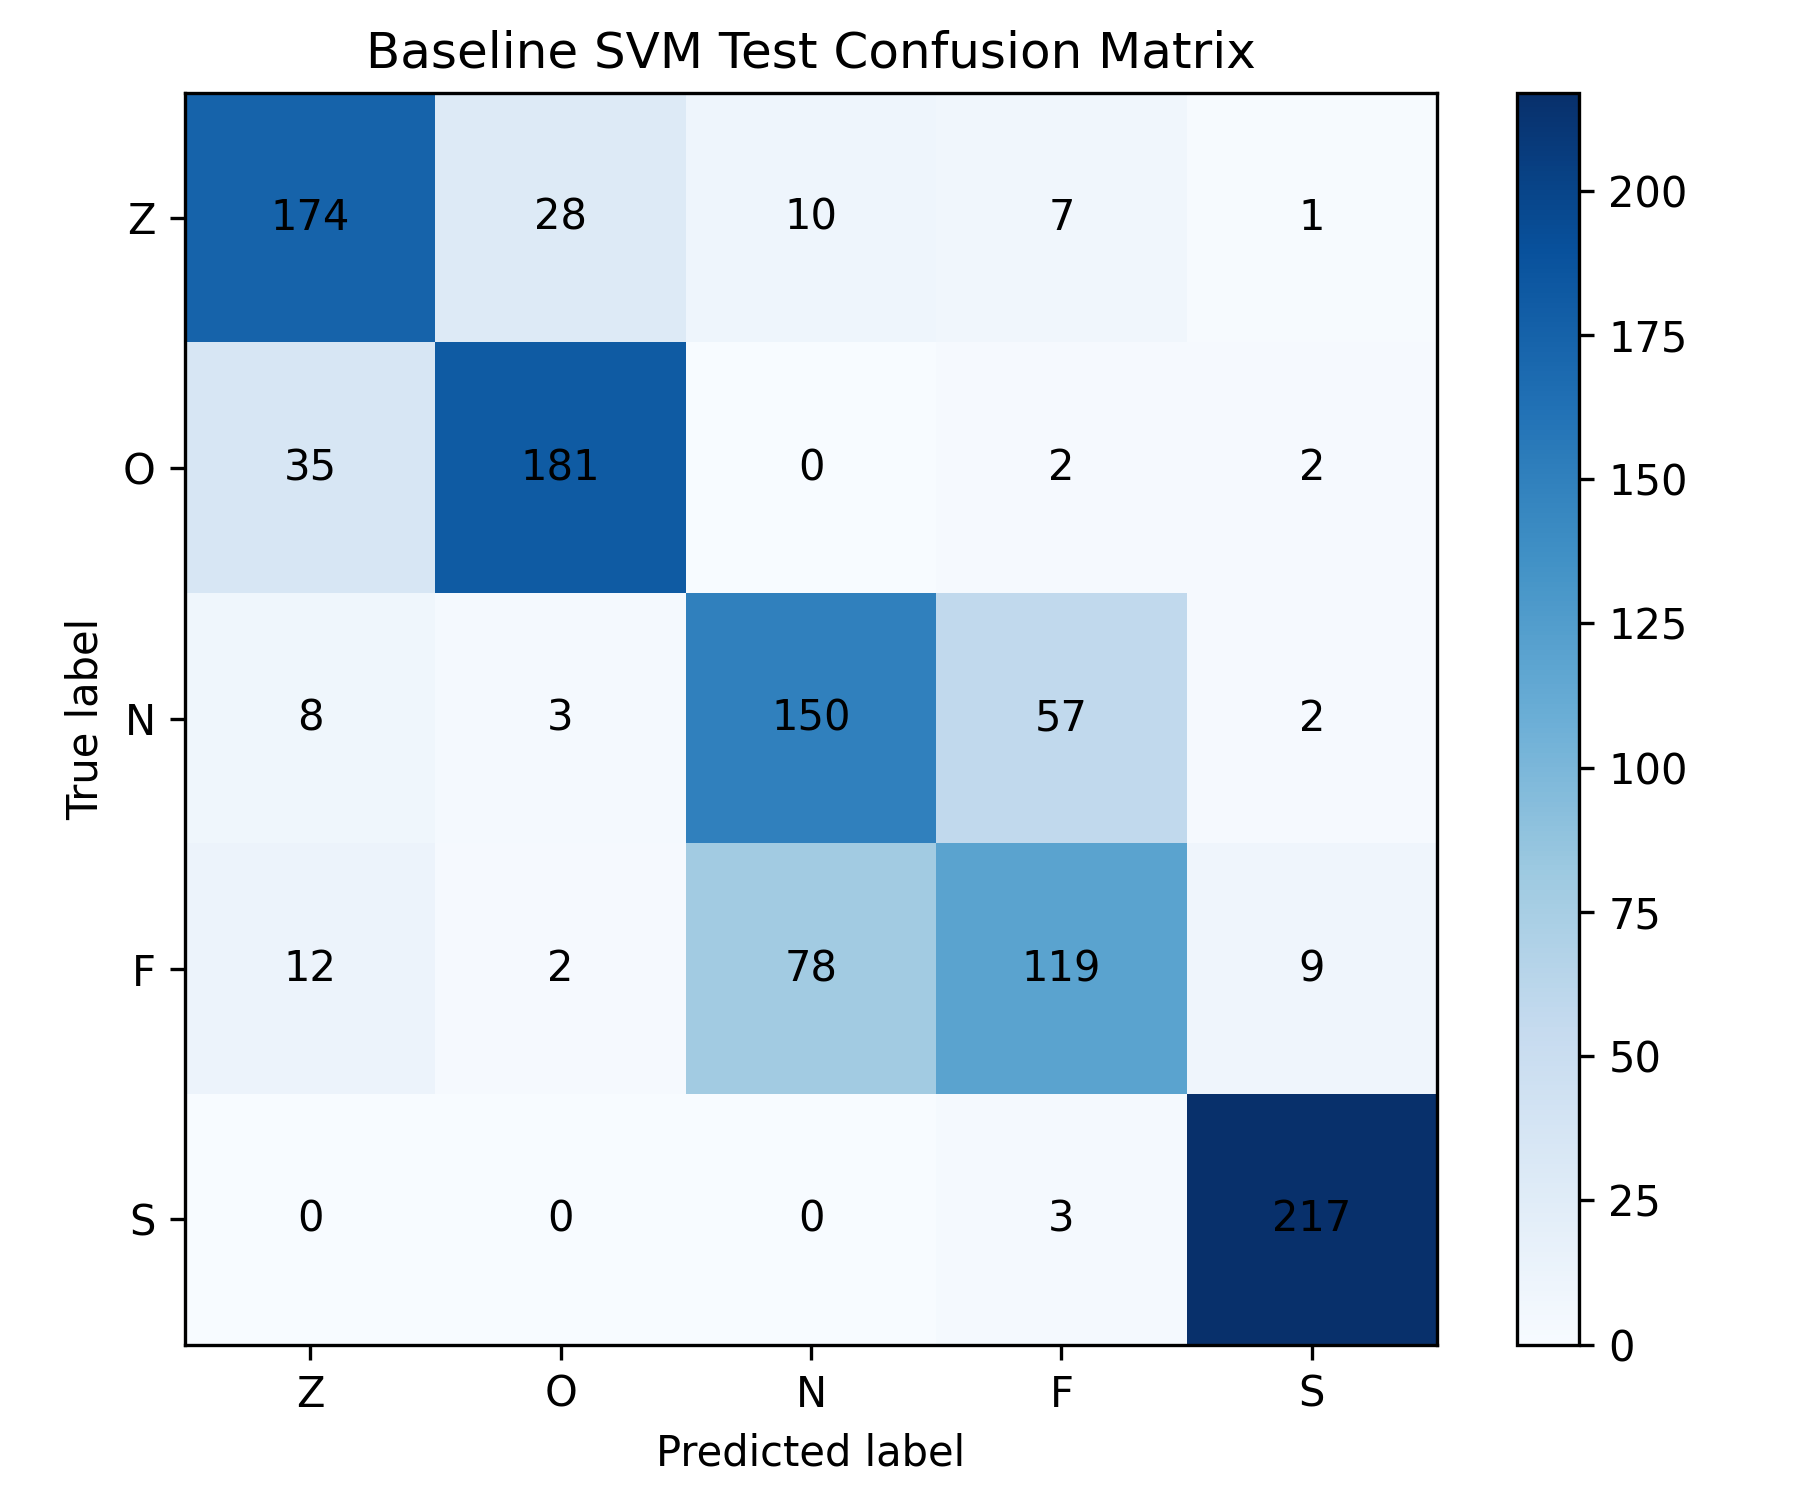 Baseline SVM Test Confusion Matrix
Z 174 28 10 7 1
O 35 181 0 2 2
N 8 3 150 57 2
F 12 2 78 119 9
S 0 0 0 3 217
Z O N F S
Predicted label
True label
200
175
150
125
100
75
50
25
0